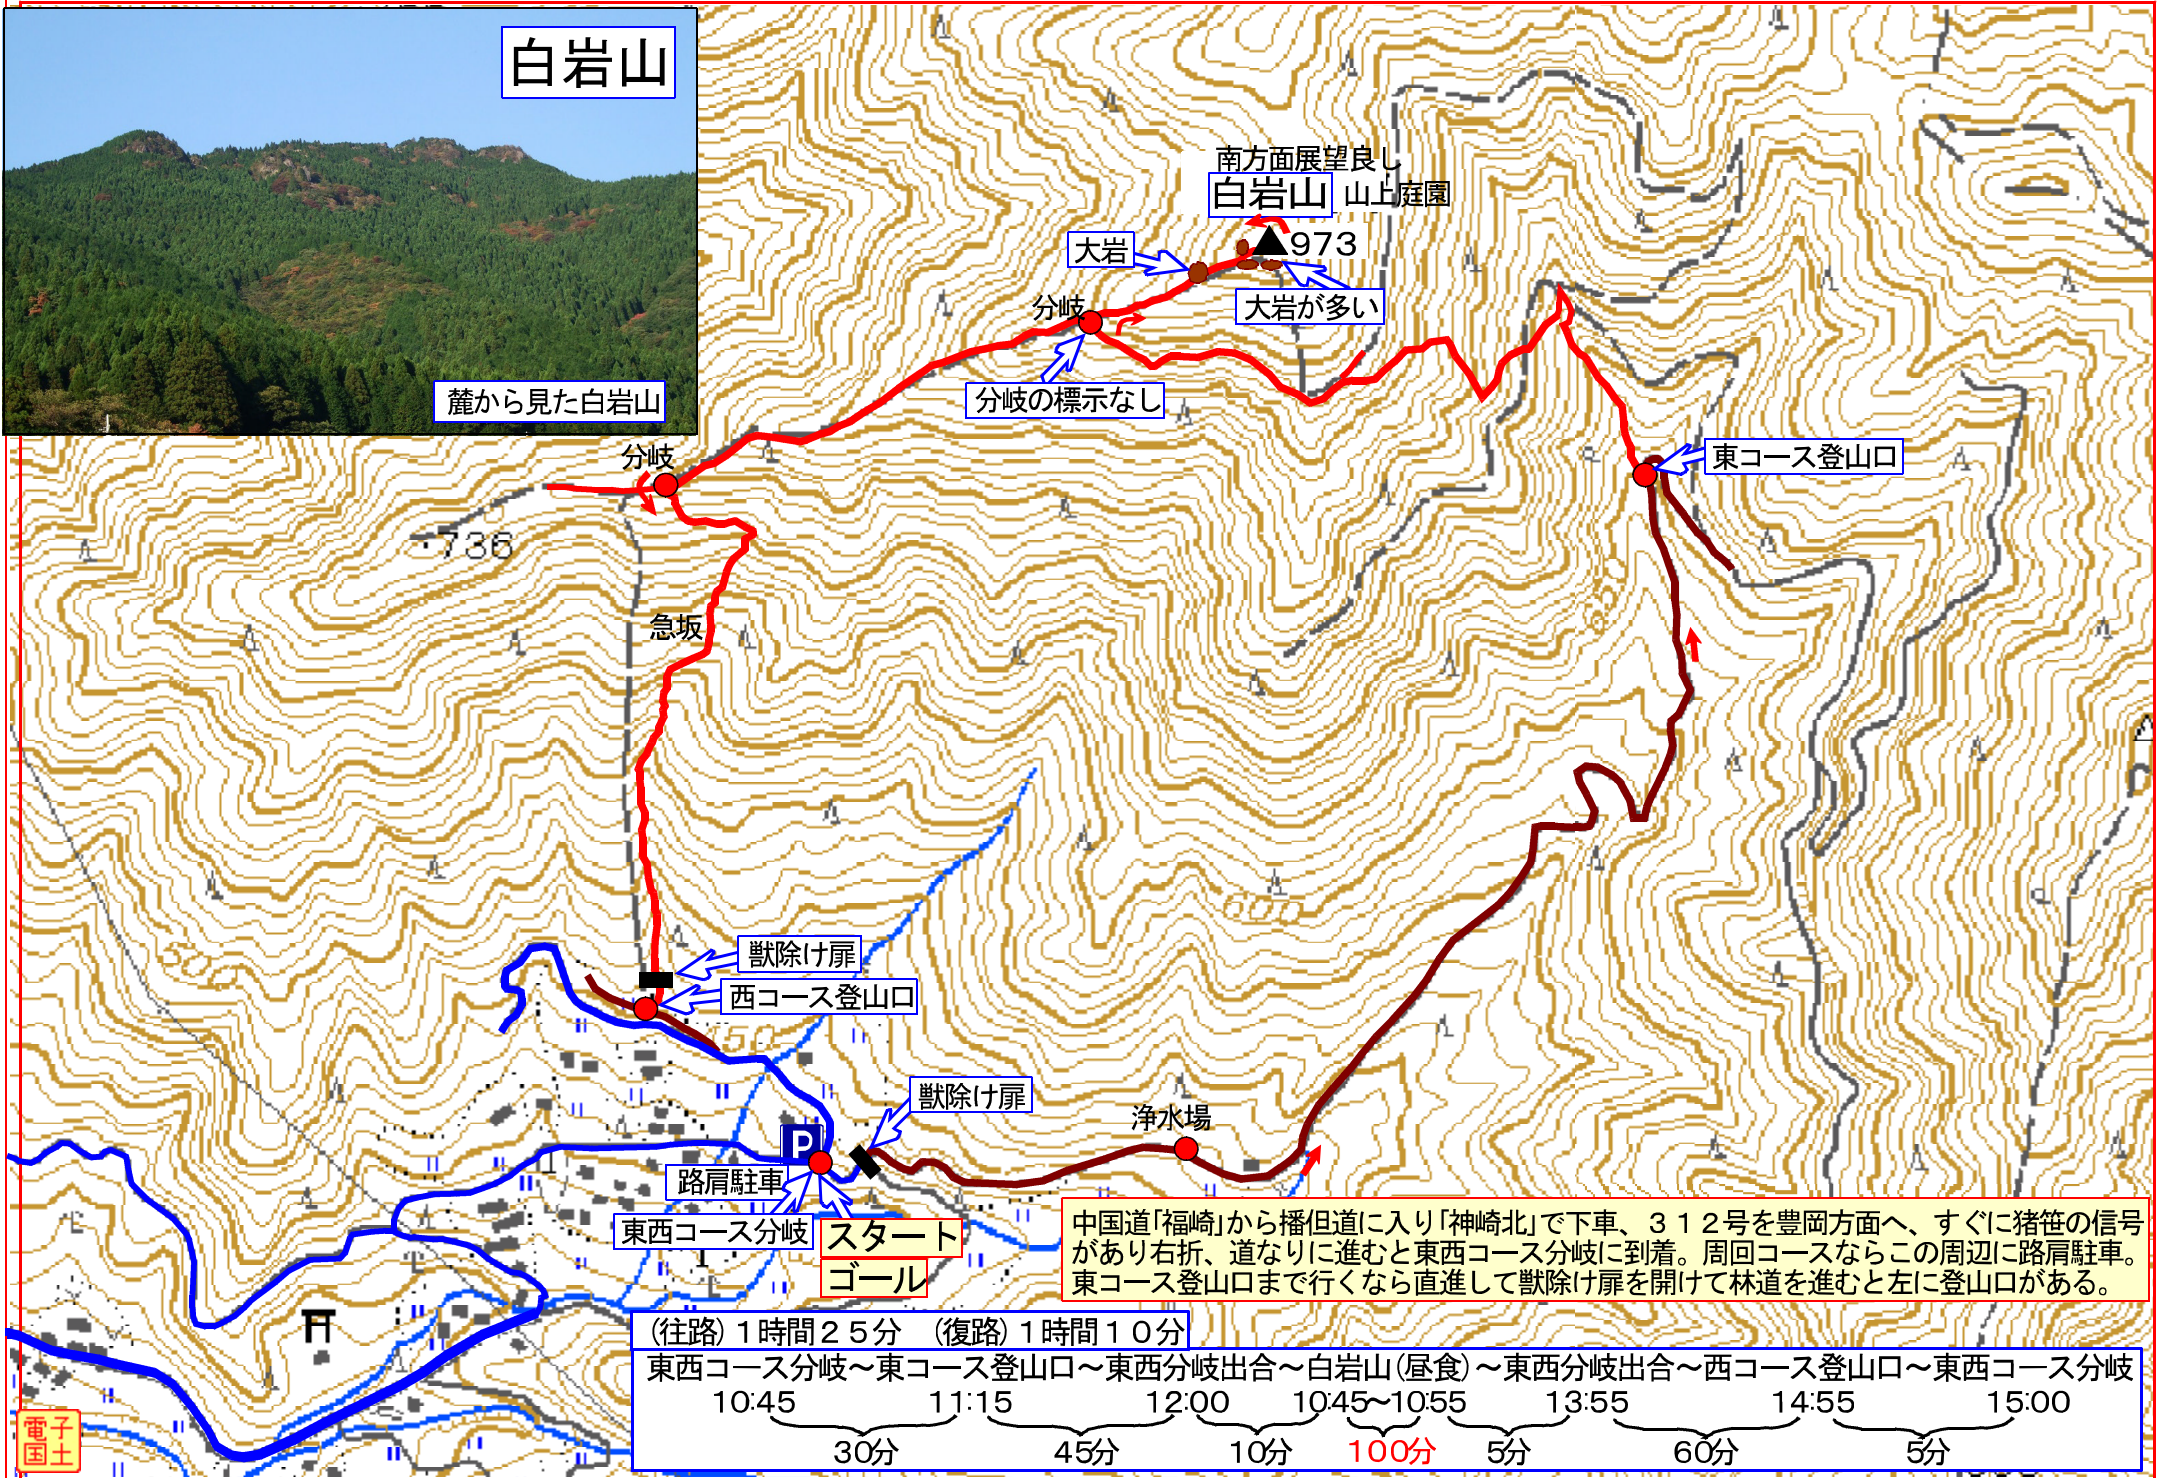 白岩山
麓から見た白岩山
南方面展望良し
白岩山
山上庭園
973
大岩
大岩が多い
分岐
分岐の標示なし
東コース登山口
分岐
736
急坂
600
獣除け扉
西コース登山口
獣除け扉
浄水場
P
路肩駐車
東西コース分岐
スタート
ゴール
中国道「福崎」から播但道に入り「神崎北」で下車、３１２号を豊岡方面へ、すぐに猪笹の信号
があり右折、道なりに進むと東西コース分岐に到着。周回コースならこの周辺に路肩駐車。
東コース登山口まで行くなら直進して獣除け扉を開けて林道を進むと左に登山口がある。
(往路)１時間２５分　(復路)１時間１０分
東西コース分岐～東コース登山口～東西分岐出合～白岩山(昼食)～東西分岐出合～西コース登山口～東西コース分岐
10:45 11:15 12:00 10:45～10:55 13:55 14:55 15:00
30分 45分 10分 100分 5分 60分 5分
電子
国土